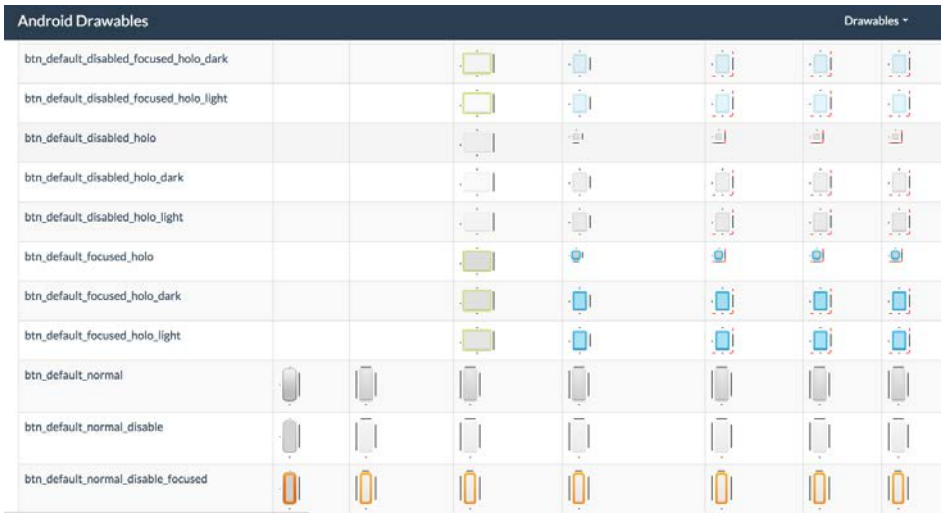 Android Drawables
Drawables
btn_default_disabled_focused_holo_dark
btn_default_disabled_focused_holo_light
btn_default_disabled_holo
btn_default_disabled_holo_dark
btn_default_disabled_holo_light
btn_default_focused_holo
btn_default_focused_holo_dark
btn_default_focused_holo_light
btn_default_normal
btn_default_normal_disable
btn_default_normal_disable_focused